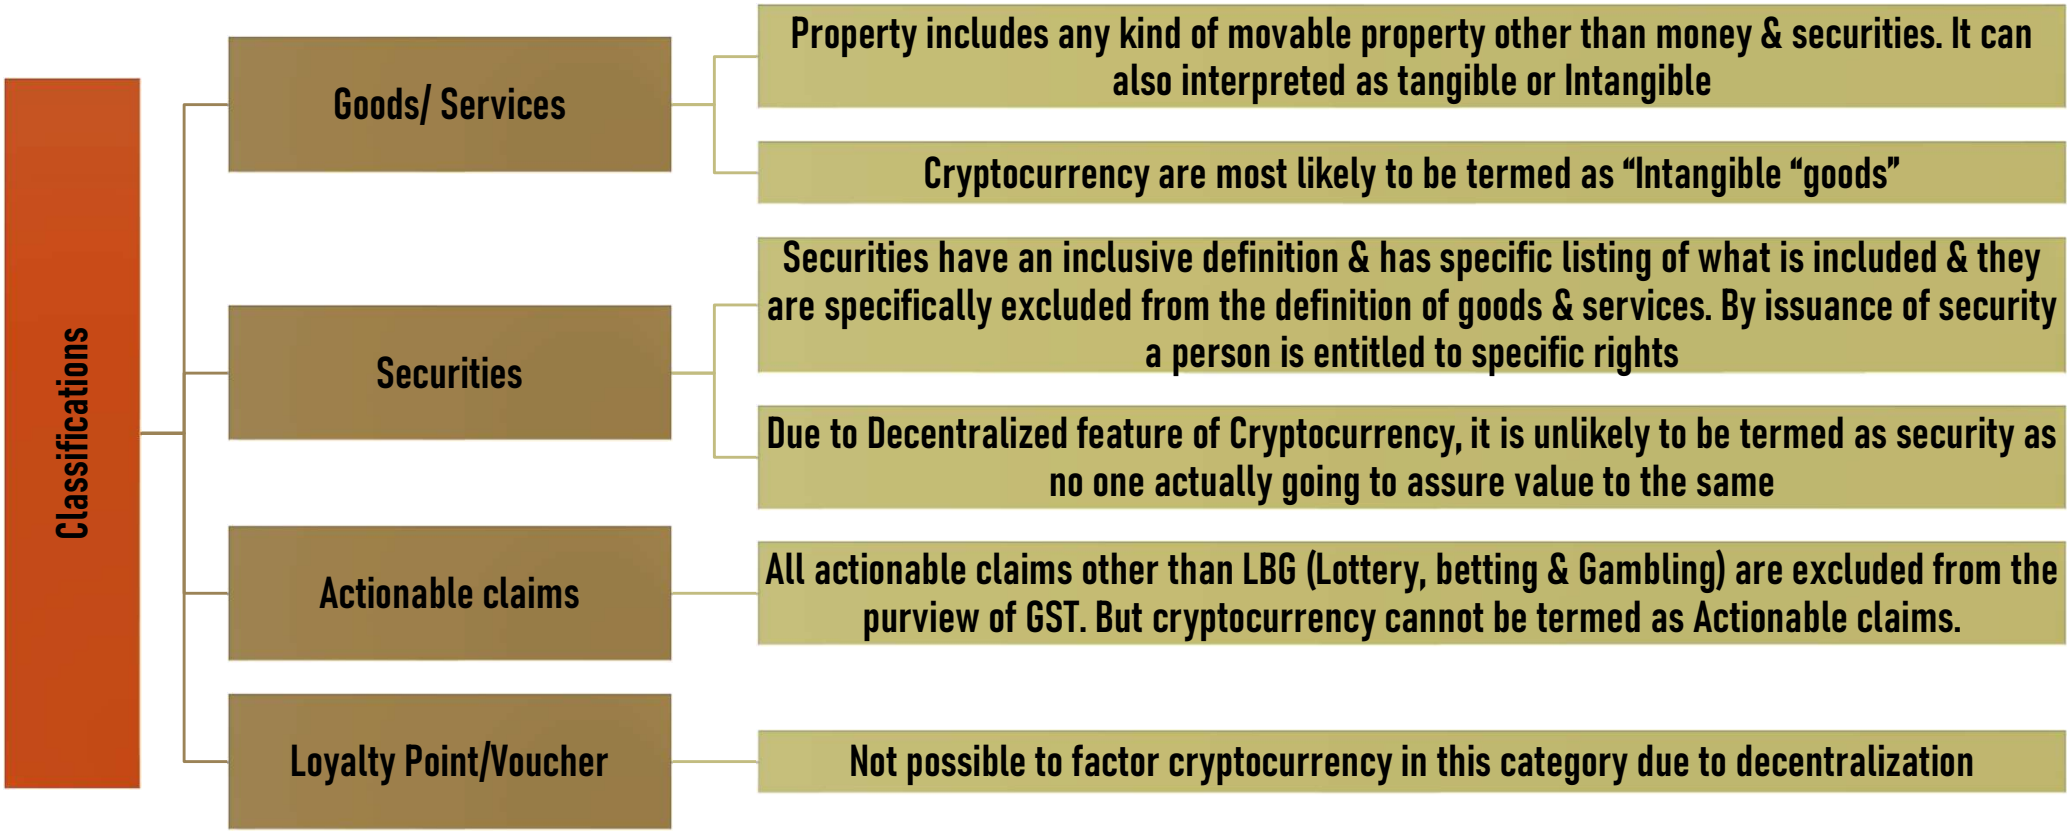 Classifications
Goods/ Services
Property includes any kind of movable property other than money & securities. It can
also interpreted as tangible or Intangible
Cryptocurrency are most likely to be termed as “Intangible “goods”
Securities
Securities have an inclusive definition & has specific listing of what is included & they
are specifically excluded from the definition of goods & services. By issuance of security
a person is entitled to specific rights
Due to Decentralized feature of Cryptocurrency, it is unlikely to be termed as security as
no one actually going to assure value to the same
Actionable claims
All actionable claims other than LBG (Lottery, betting & Gambling) are excluded from the
purview of GST. But cryptocurrency cannot be termed as Actionable claims.
Loyalty Point/Voucher
Not possible to factor cryptocurrency in this category due to decentralization